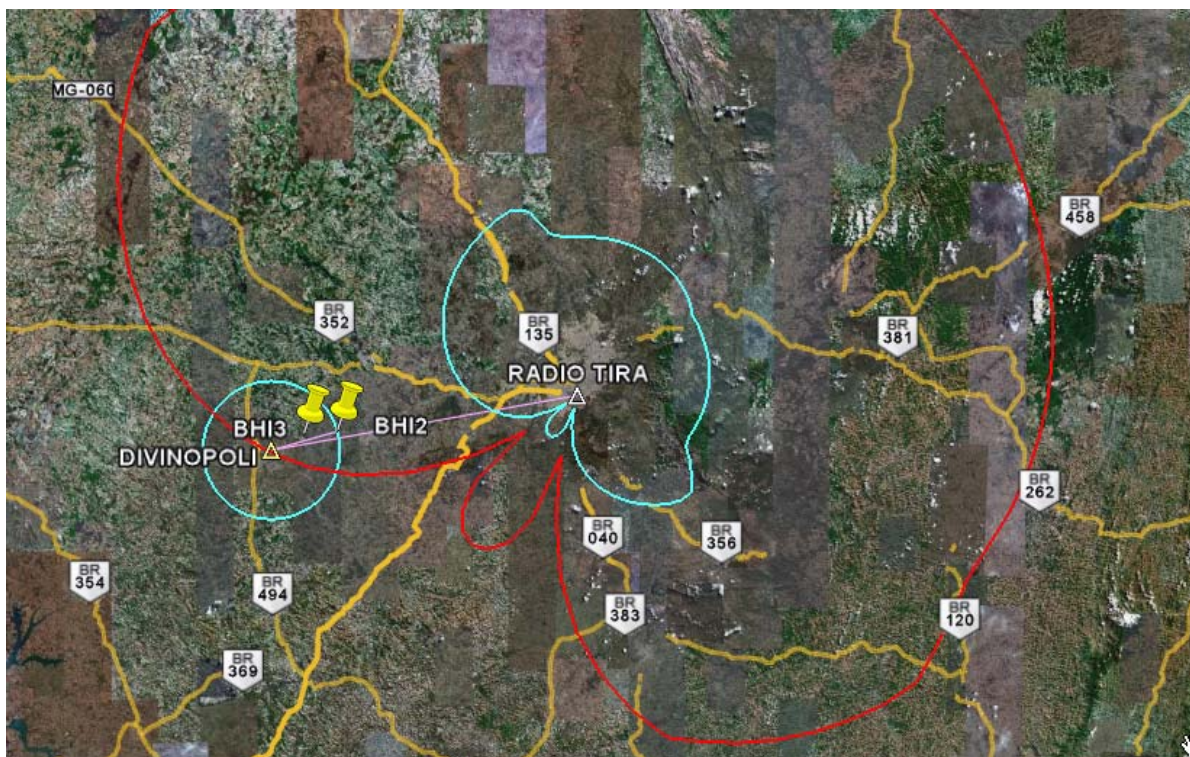 MG-060
BR
458
BR
352
BR
135
BR
381
RADIO TIRA
BHI3
BHI2
DIVINOPOLI
BR
262
BR
040
BR
356
BR
354
BR
494
BR
383
BR
120
BR
369